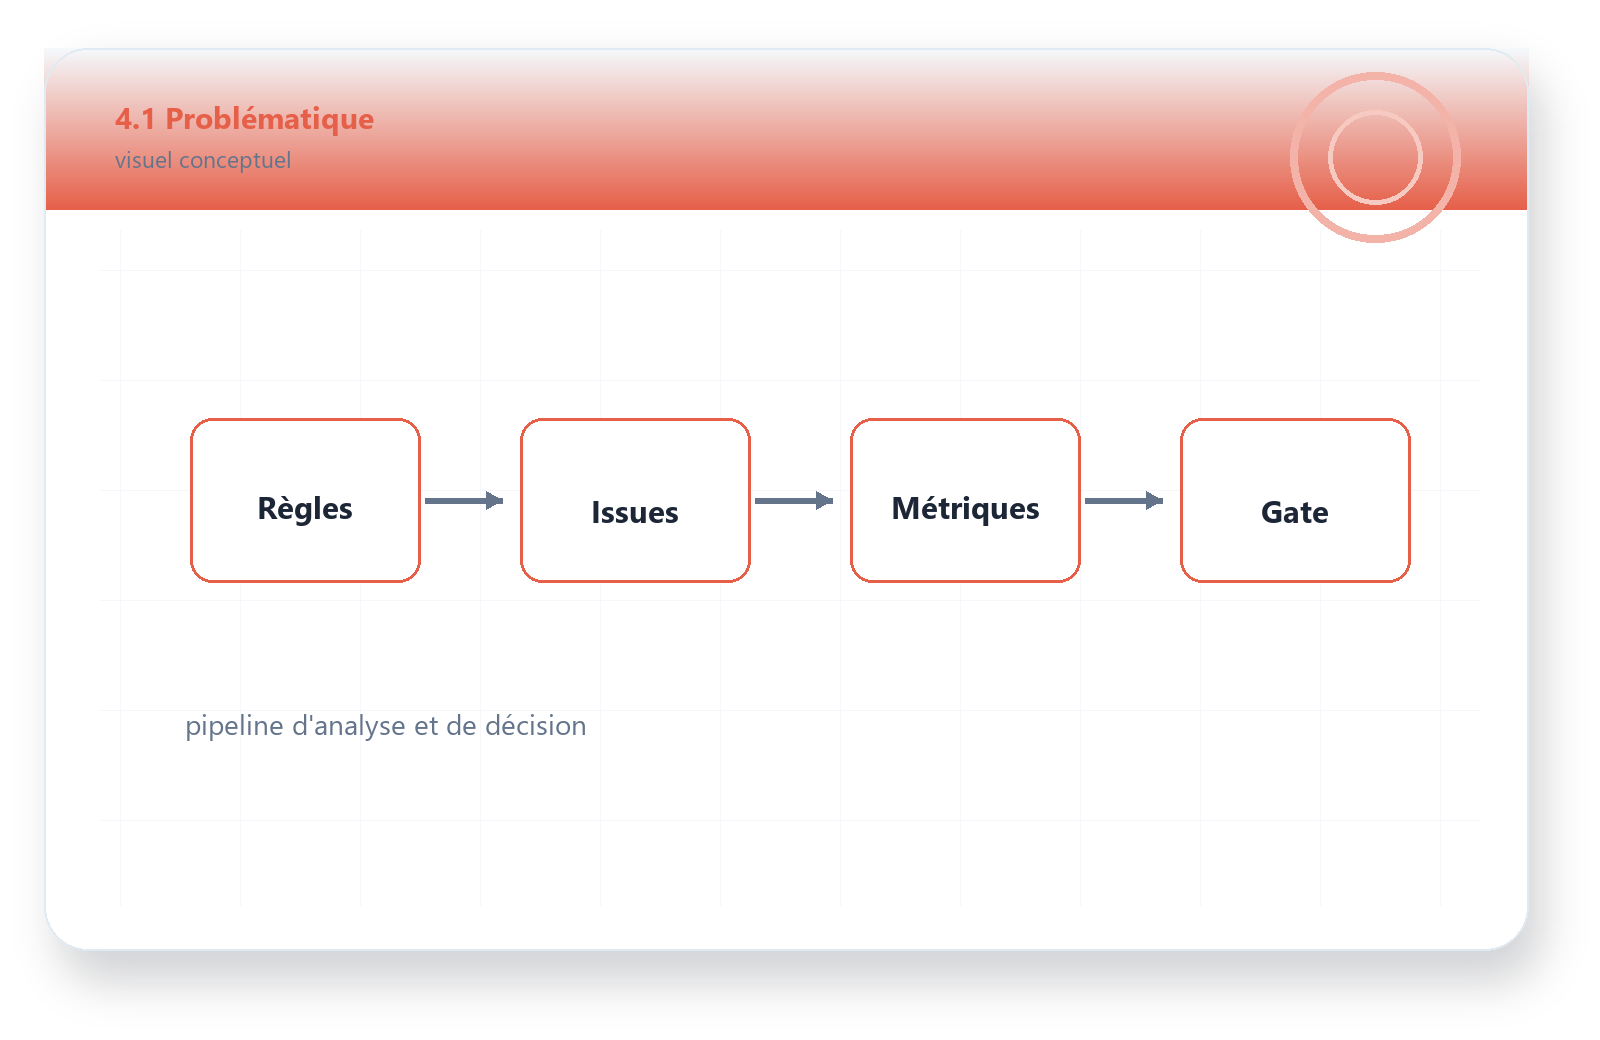 4.1 Problématique
visuel conceptuel
Règles
Issues
Métriques
Gate
pipeline d'analyse et de décision